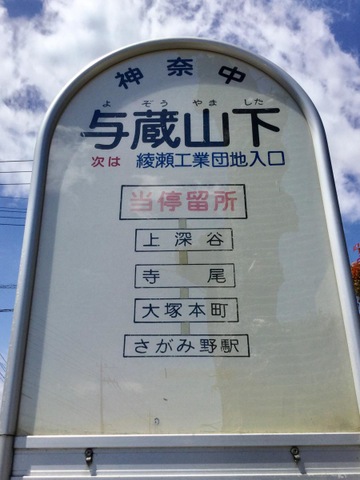 神奈中
よぞうやました
与蔵山下
次は 綾瀬工業団地入口
当停留所
上深谷
寺尾
大塚本町
さがみ野駅